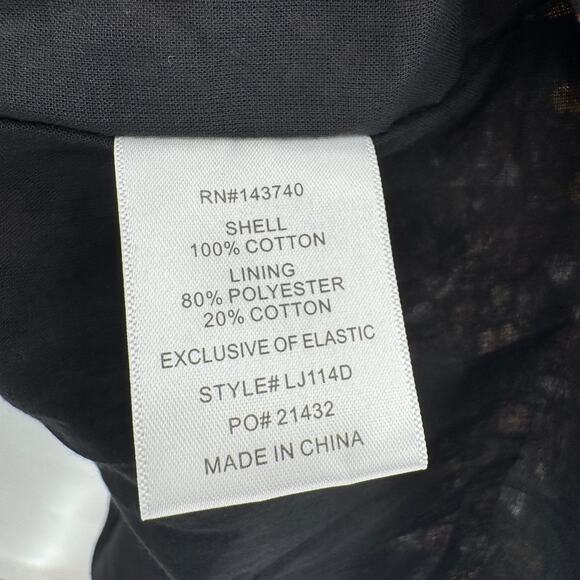 RN#143740
SHELL
100% COTTON
LINING
80% POLYESTER
20% COTTON
EXCLUSIVE OF ELASTIC
STYLE# LJ114D
PO# 21432
MADE IN CHINA